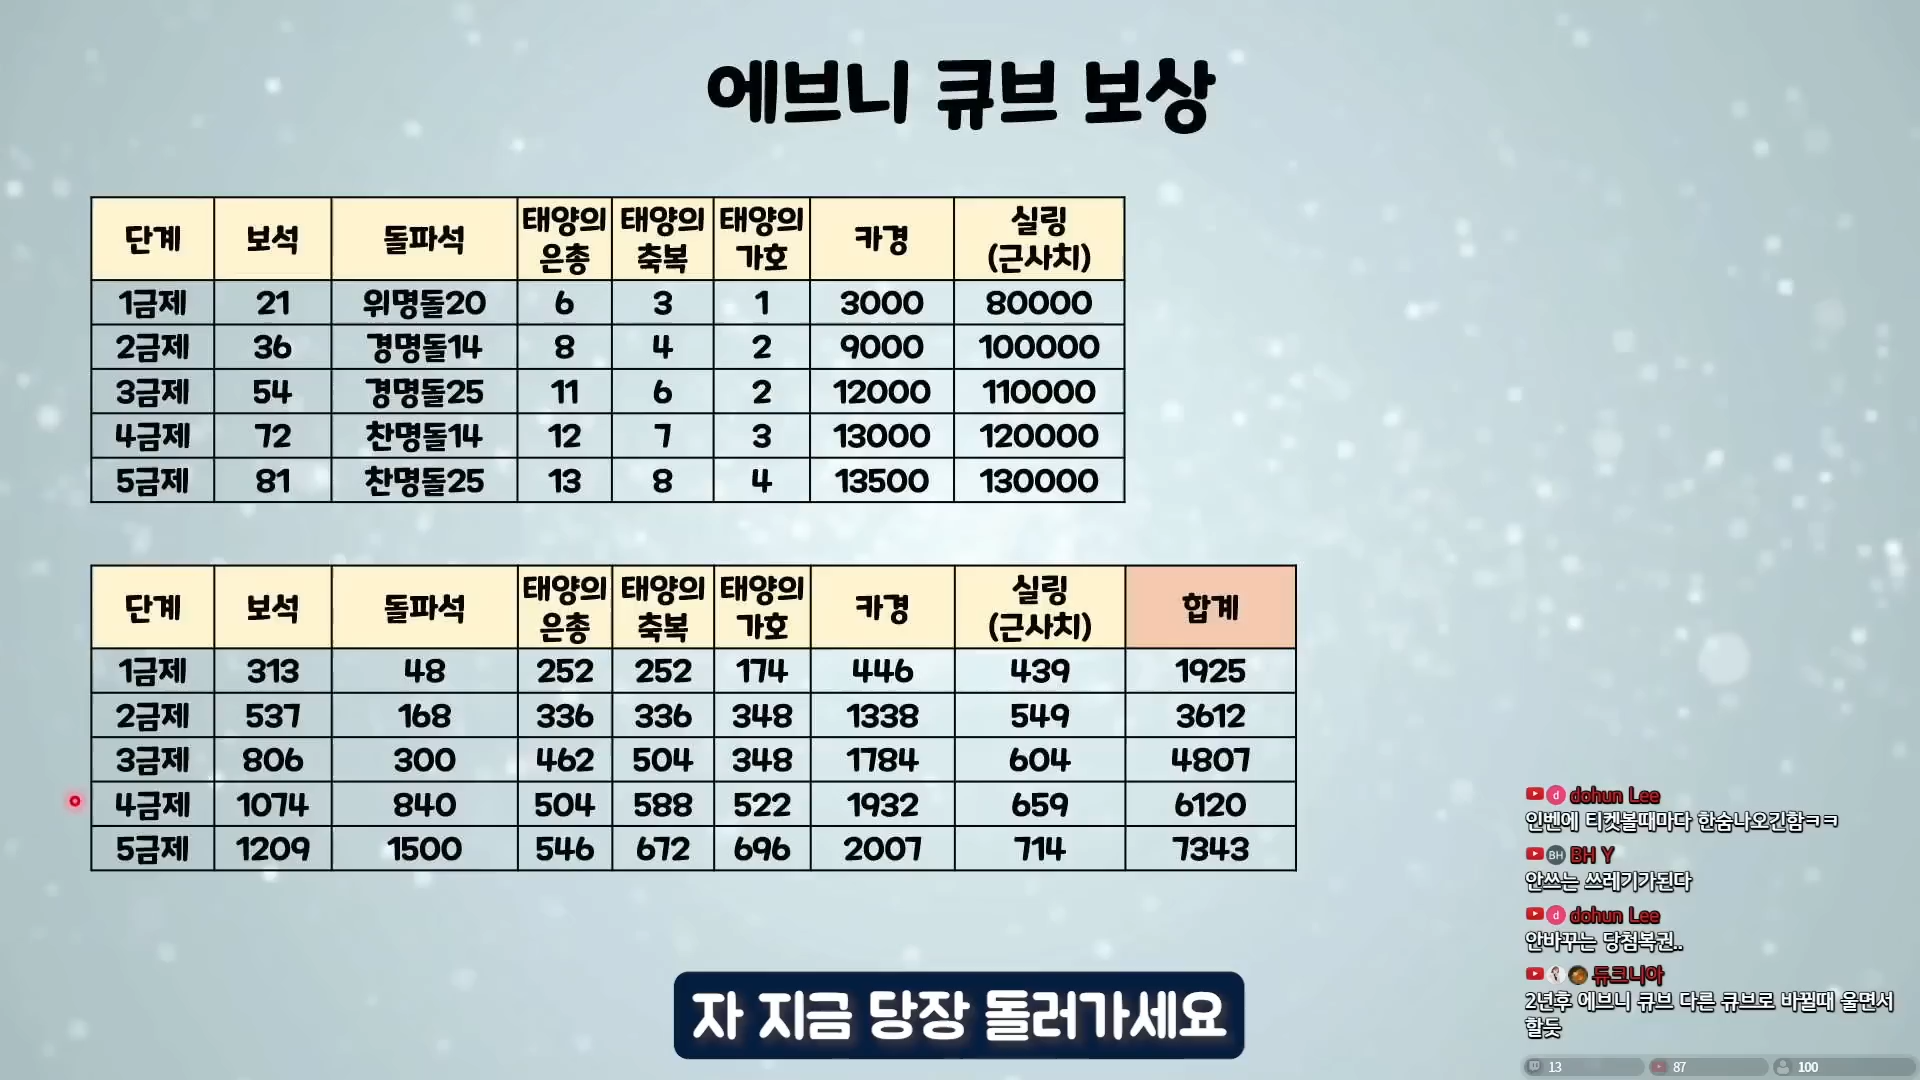 에브니 큐브 보상
단계 보석 돌파석 태양의 은총 태양의 축복 태양의 가호 카경 실링 (근사치)
1금제 21 위명돌20 6 3 1 3000 80000
2금제 36 경명돌14 8 4 2 9000 100000
3금제 54 경명돌25 11 6 2 12000 110000
4금제 72 찬명돌14 12 7 3 13000 120000
5금제 81 찬명돌25 13 8 4 13500 130000
단계 보석 돌파석 태양의 은총 태양의 축복 태양의 가호 카경 실링 (근사치) 합계
1금제 313 48 252 252 174 446 439 1925
2금제 537 168 336 336 348 1338 549 3612
3금제 806 300 462 504 348 1784 604 4807
4금제 1074 840 504 588 522 1932 659 6120
5금제 1209 1500 546 672 696 2007 714 7343
d dohun Lee
인벤에 티켓볼때마다 한숨나오긴함ㅋㅋ
BH BH Y
안쓰는 쓰레기가된다
d dohun Lee
안바꾸는 당첨복권..
듀크니아
2년후 에브니 큐브 다른 큐브로 바뀔때 울면서
할듯
자 지금 당장 돌러가세요
13 87 100